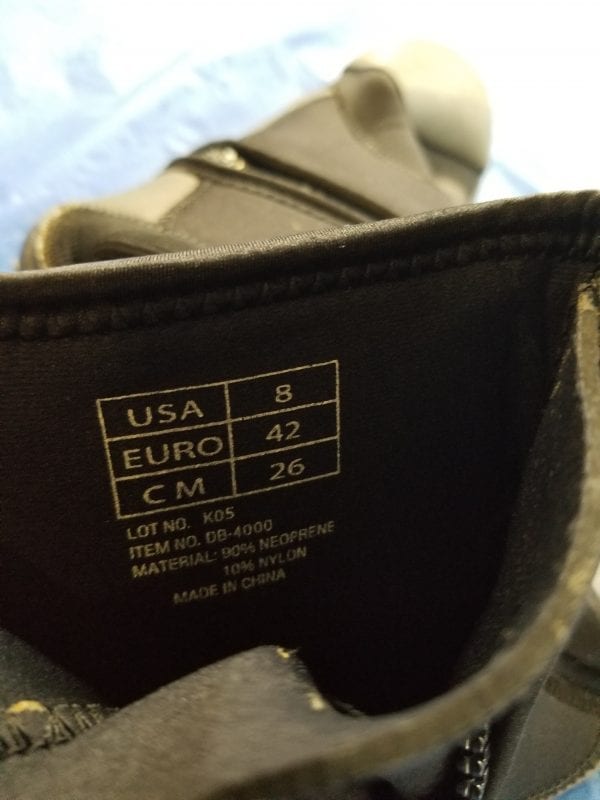 USA 8
EURO 42
CM 26
LOT NO. K05
ITEM NO. DB-4000
MATERIAL: 90% NEOPRENE
10% NYLON
MADE IN CHINA